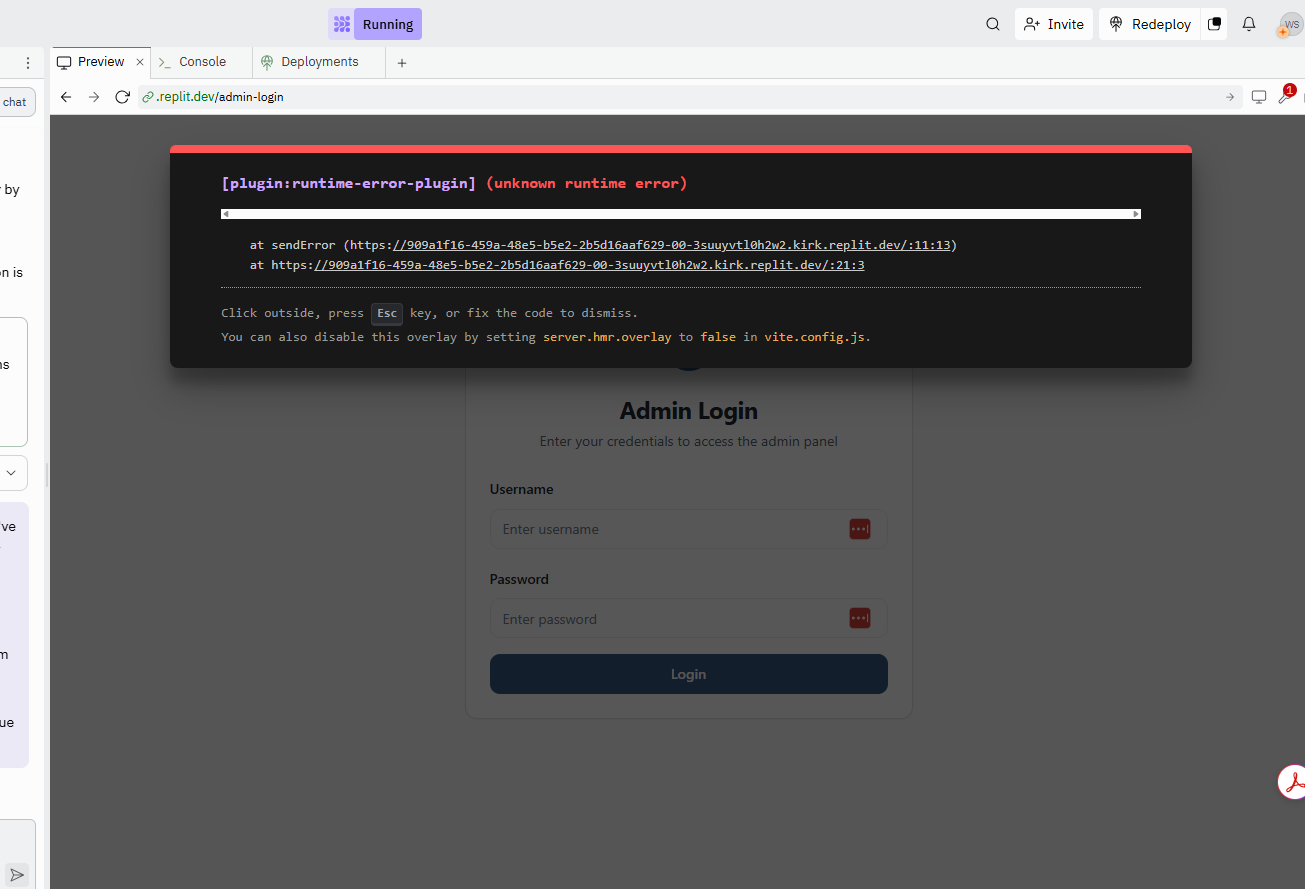 Running
Invite
Redeploy
WS
Preview
Console
Deployments
chat
.replit.dev/admin-login
1
by
n is
[plugin:runtime-error-plugin] (unknown runtime error)
at sendError (https://909a1f16-459a-48e5-b5e2-2b5d16aaf629-00-3suuyvtl0h2w2.kirk.replit.dev/:11:13)
at https://909a1f16-459a-48e5-b5e2-2b5d16aaf629-00-3suuyvtl0h2w2.kirk.replit.dev/:21:3
Click outside, press Esc key, or fix the code to dismiss.
You can also disable this overlay by setting server.hmr.overlay to false in vite.config.js.
Admin Login
Enter your credentials to access the admin panel
Username
Enter username
've
Password
Enter password
m
Login
ue